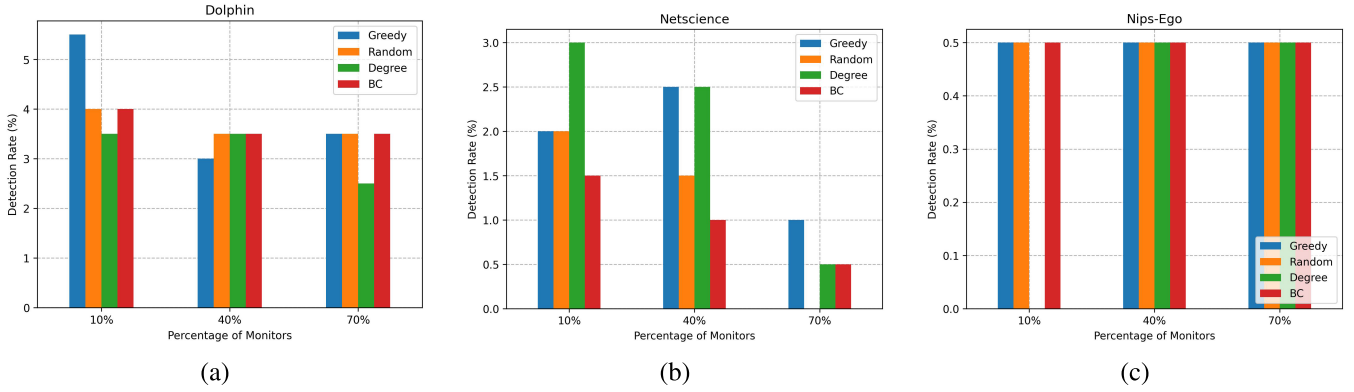 Dolphin
Detection Rate (%)
5
4
3
2
1
0
10%
40%
70%
Percentage of Monitors
Greedy
Random
Degree
BC
(a)
Netscience
Detection Rate (%)
3.0
2.5
2.0
1.5
1.0
0.5
0.0
10%
40%
70%
Percentage of Monitors
Greedy
Random
Degree
BC
(b)
Nips-Ego
Detection Rate (%)
0.5
0.4
0.3
0.2
0.1
0.0
10%
40%
70%
Percentage of Monitors
Greedy
Random
Degree
BC
(c)